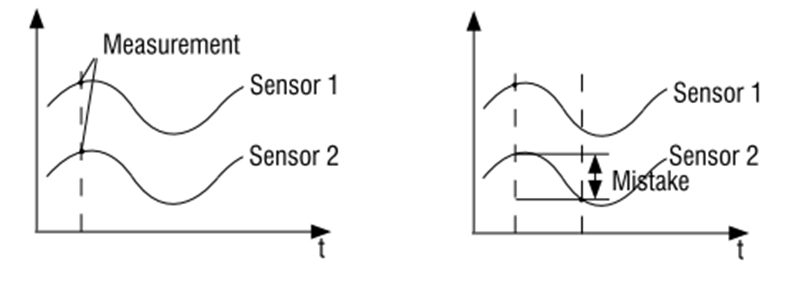 Measurement
Sensor 1
Sensor 2
t
Sensor 1
Sensor 2
Mistake
t